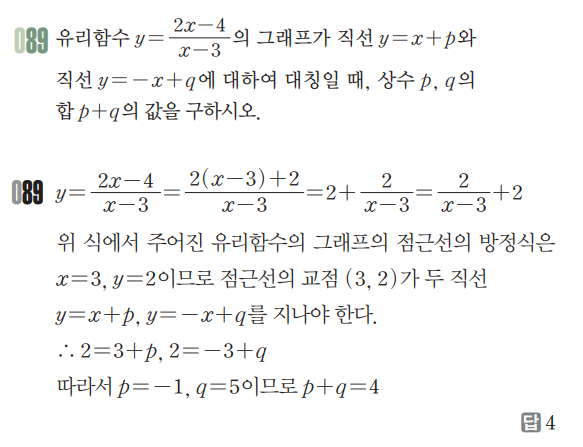 089 유리함수 y=\frac{2x-4}{x-3}의 그래프가 직선 y=x+p와
직선 y=-x+q에 대하여 대칭일 때, 상수 p, q의
합 p+q의 값을 구하시오.
089 y=\frac{2x-4}{x-3}=\frac{2(x-3)+2}{x-3}=2+\frac{2}{x-3}=\frac{2}{x-3}+2
위 식에서 주어진 유리함수의 그래프의 점근선의 방정식은
x=3, y=2이므로 점근선의 교점 (3, 2)가 두 직선
y=x+p, y=-x+q를 지나야 한다.
∴ 2=3+p, 2=-3+q
따라서 p=-1, q=5이므로 p+q=4
답 4